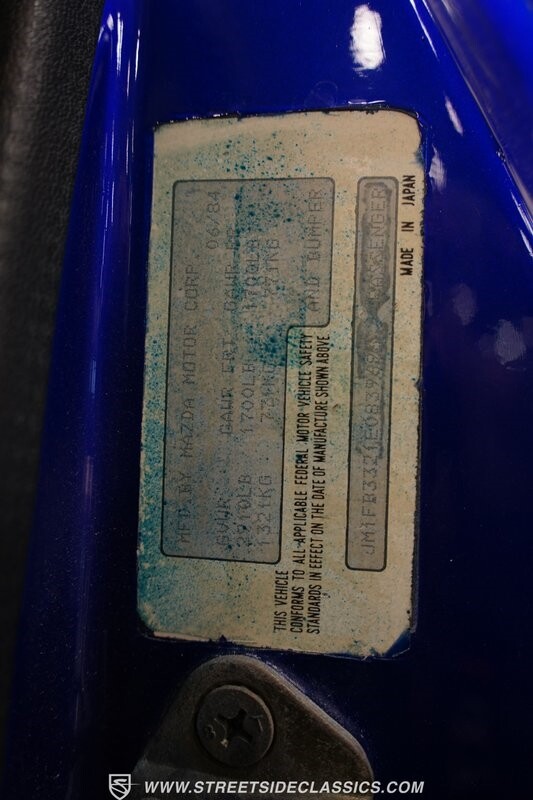 MFD BY MAZDA MOTOR CORP 06/84
GVWR GAWR FRT GAWR RR
1700LB 1700LB
1321KG
THIS VEHICLE
CONFORMS TO ALL APPLICABLE FEDERAL MOTOR VEHICLE SAFETY
AND BUMPER
STANDARDS IN EFFECT ON THE DATE OF MANUFACTURE SHOWN ABOVE
PASSENGER
MADE IN JAPAN
WWW.STREETSIDECLASSICS.COM